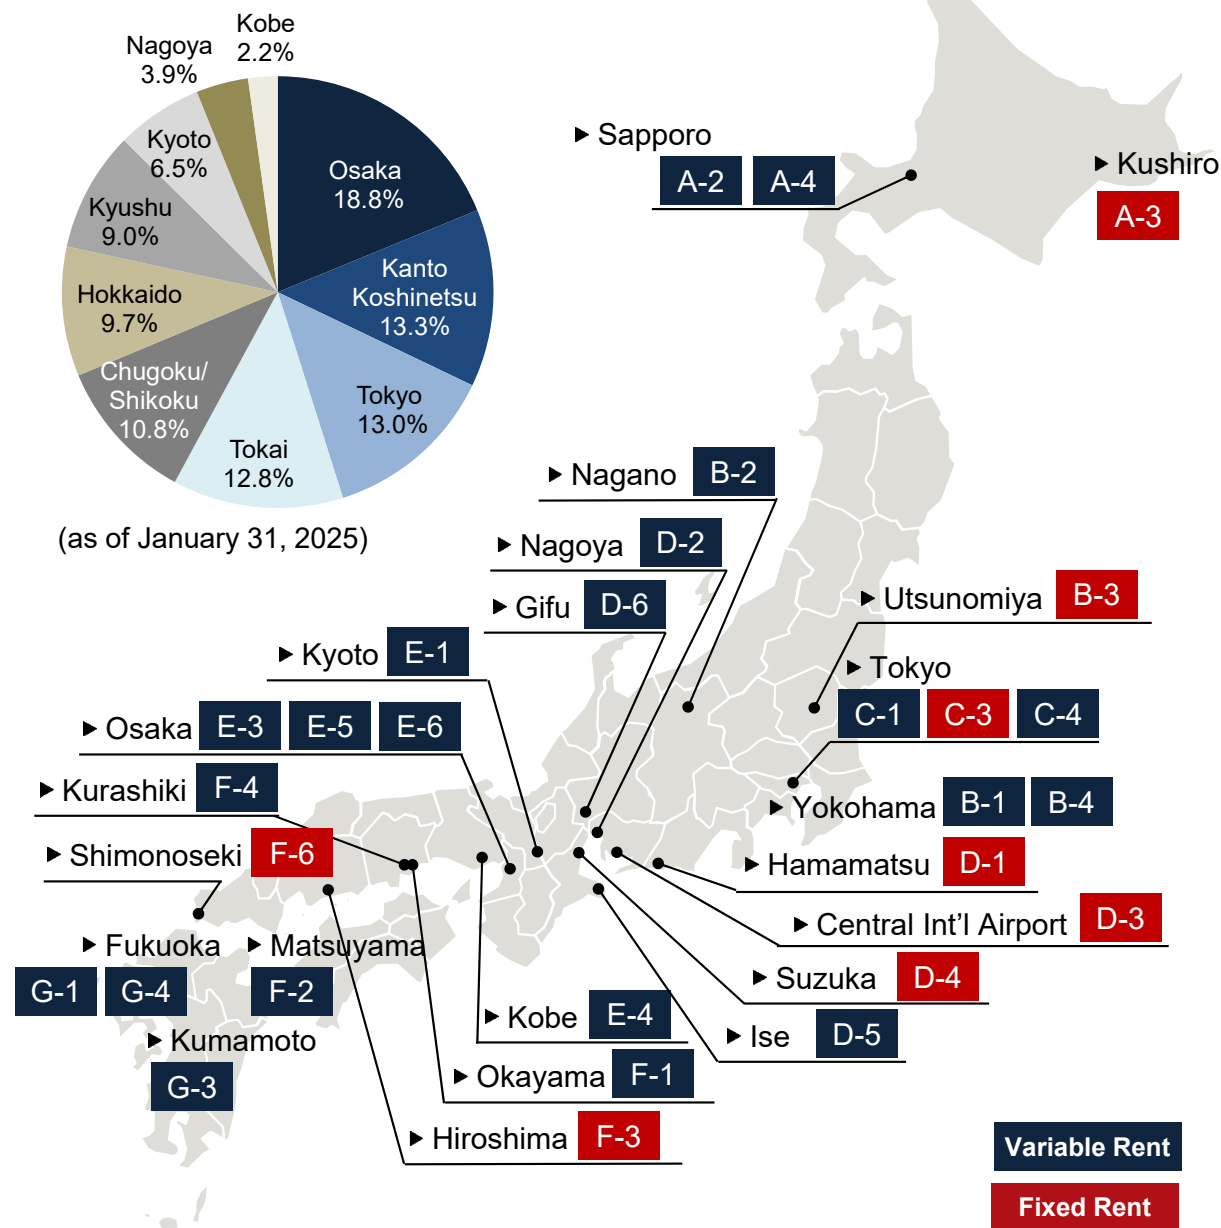 Kobe
2.2%
Nagoya
3.9%
Kyoto
6.5%
Osaka
18.8%
Kyushu
9.0%
Kanto
Koshinetsu
13.3%
Hokkaido
9.7%
Chugoku/
Shikoku
10.8%
Tokyo
13.0%
Tokai
12.8%
(as of January 31, 2025)
Sapporo
A-2 A-4
Kushiro
A-3
Nagano B-2
Nagoya D-2
Gifu D-6
Utsunomiya B-3
Kyoto E-1
Tokyo
C-1 C-3 C-4
Osaka E-3 E-5 E-6
Kurashiki F-4
Yokohama B-1 B-4
Shimonoseki F-6
Hamamatsu D-1
Central Int'l Airport D-3
Fukuoka
G-1 G-4
Matsuyama
F-2
Suzuka D-4
Kobe E-4
Ise D-5
Kumamoto
G-3
Okayama F-1
Hiroshima F-3
Variable Rent
Fixed Rent